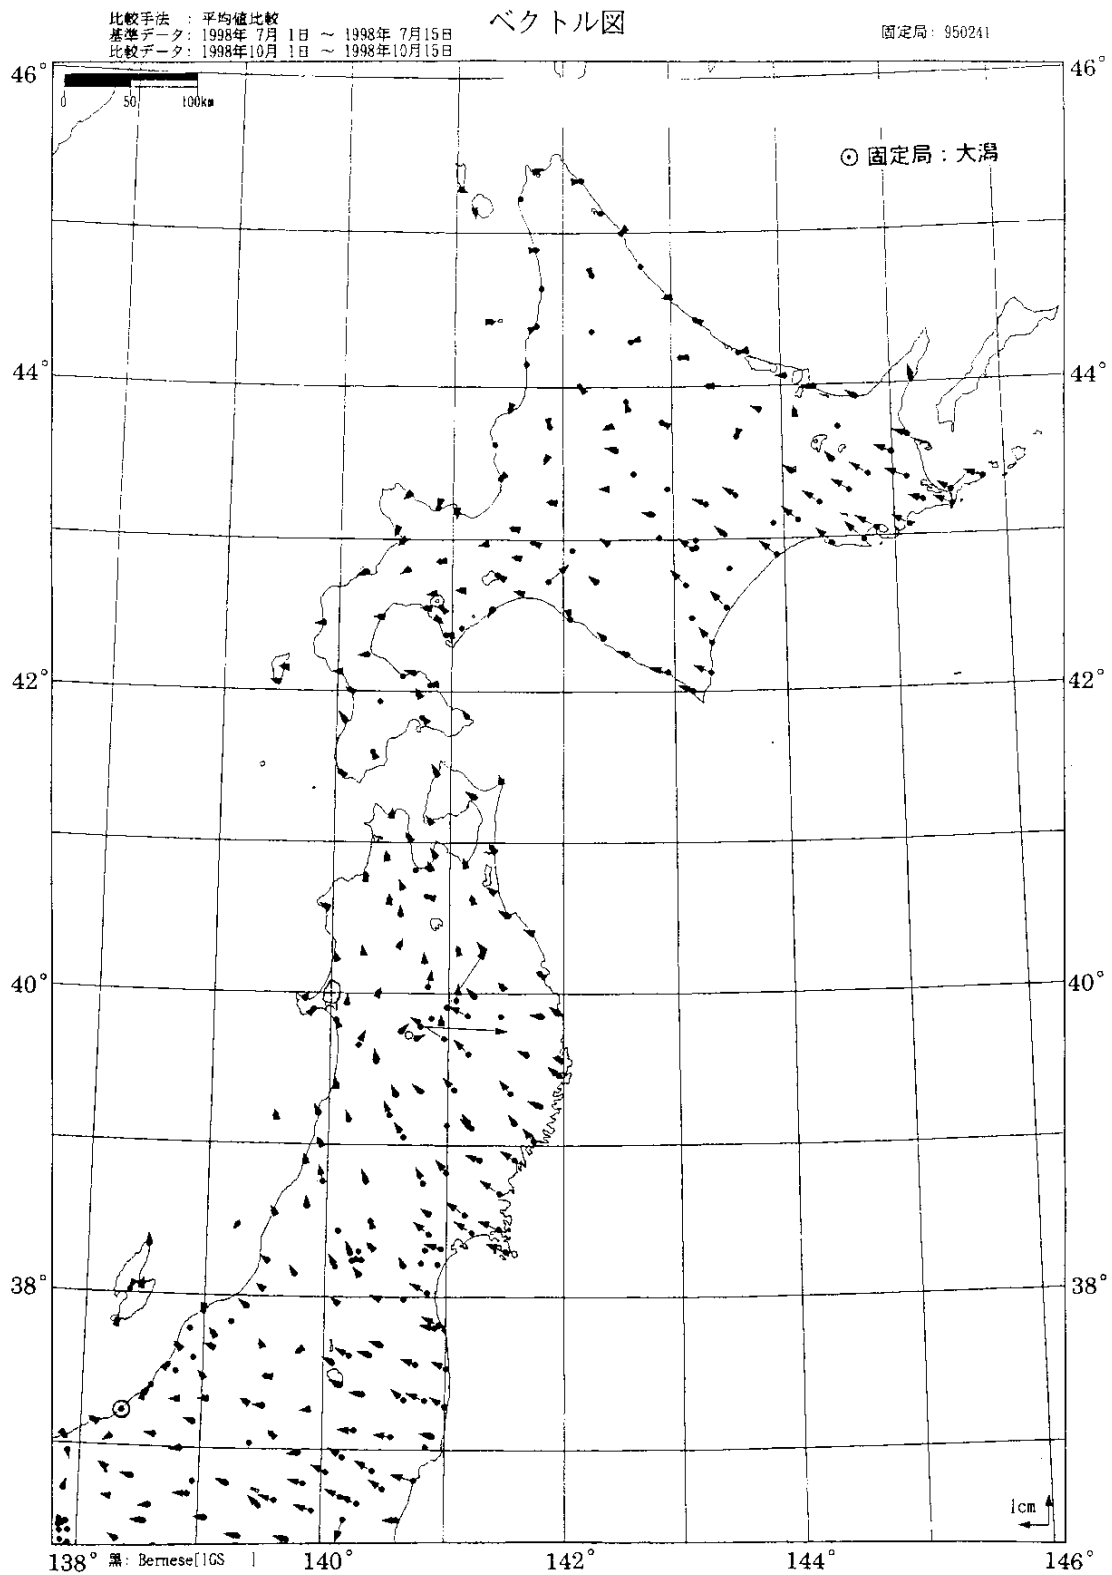 ベクトル図
比較手法 : 平均値比較
基準データ: 1998年 7月 1日 ~ 1998年 7月15日
比較データ: 1998年10月 1日 ~ 1998年10月15日
固定局: 950241
46° 46°
0 50 100km
固定局:大潟
44° 44°
42° 42°
40° 40°
38° 38°
1cm
138° 140° 142° 144° 146°
黒: Bernese[IGS ]